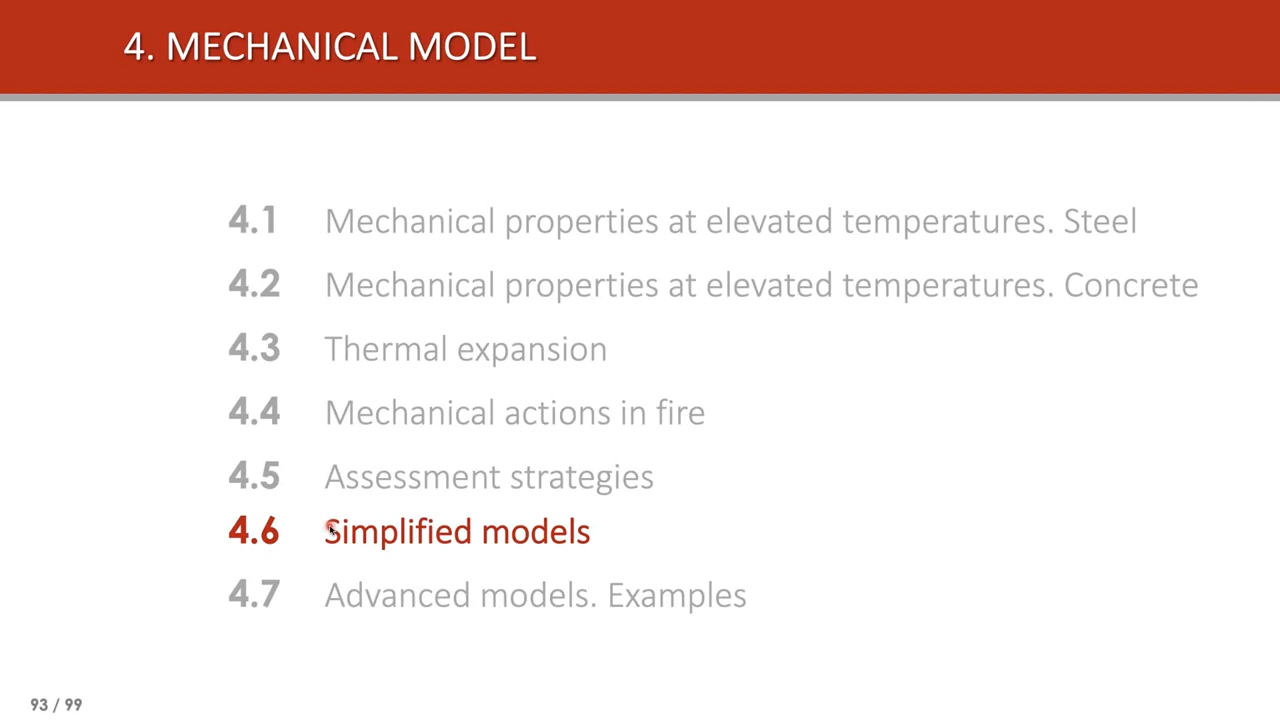 4. MECHANICAL MODEL
4.1 Mechanical properties at elevated temperatures. Steel
4.2 Mechanical properties at elevated temperatures. Concrete
4.3 Thermal expansion
4.4 Mechanical actions in fire
4.5 Assessment strategies
4.6 Simplified models
4.7 Advanced models. Examples
93 / 99